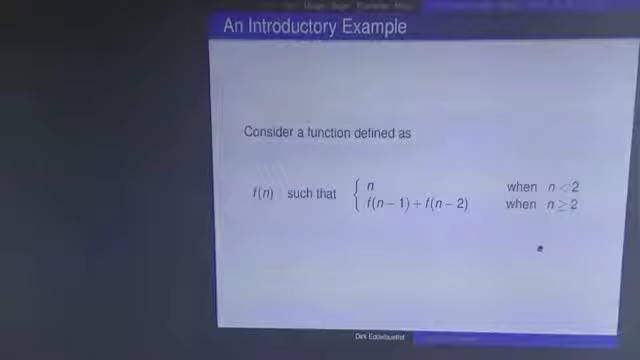 An Introductory Example
Consider a function defined as
f(n) such that { n when n < 2
f(n − 1) + f(n − 2) when n ≥ 2
Dirk Eddelbuettel